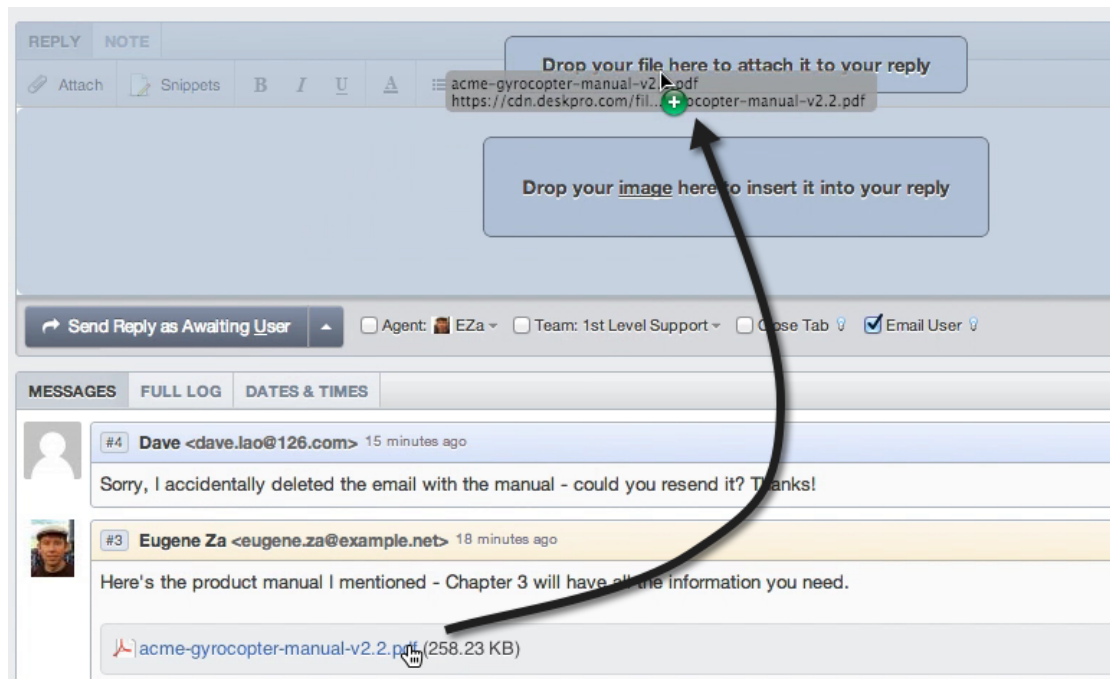 REPLY NOTE
Drop your file here to attach it to your reply
Attach Snippets B I U A
acme-gyrocopter-manual-v2.2.pdf
https://cdn.deskpro.com/fil...rocopter-manual-v2.2.pdf
Drop your image here to insert it into your reply
Send Reply as Awaiting User Agent: EZa Team: 1st Level Support Close Tab Email User
MESSAGES FULL LOG DATES & TIMES
#4 Dave <dave.lao@126.com> 15 minutes ago
Sorry, I accidentally deleted the email with the manual - could you resend it? Thanks!
#3 Eugene Za <eugene.za@example.net> 18 minutes ago
Here's the product manual I mentioned - Chapter 3 will have all the information you need.
acme-gyrocopter-manual-v2.2.pdf (258.23 KB)